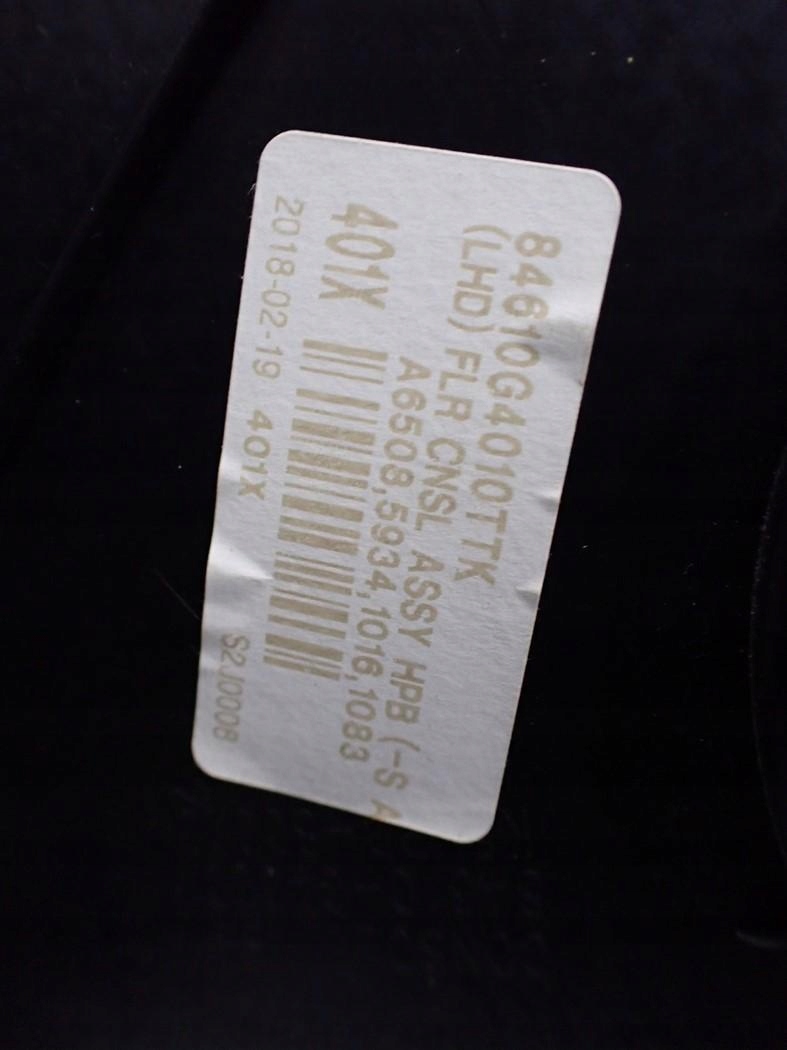 84610G4010TTK
(LHD) FLR CNSL ASSY HPB (-S A
A6508,5934,1016,1083
401X
2018-02-19 401X S2J0008